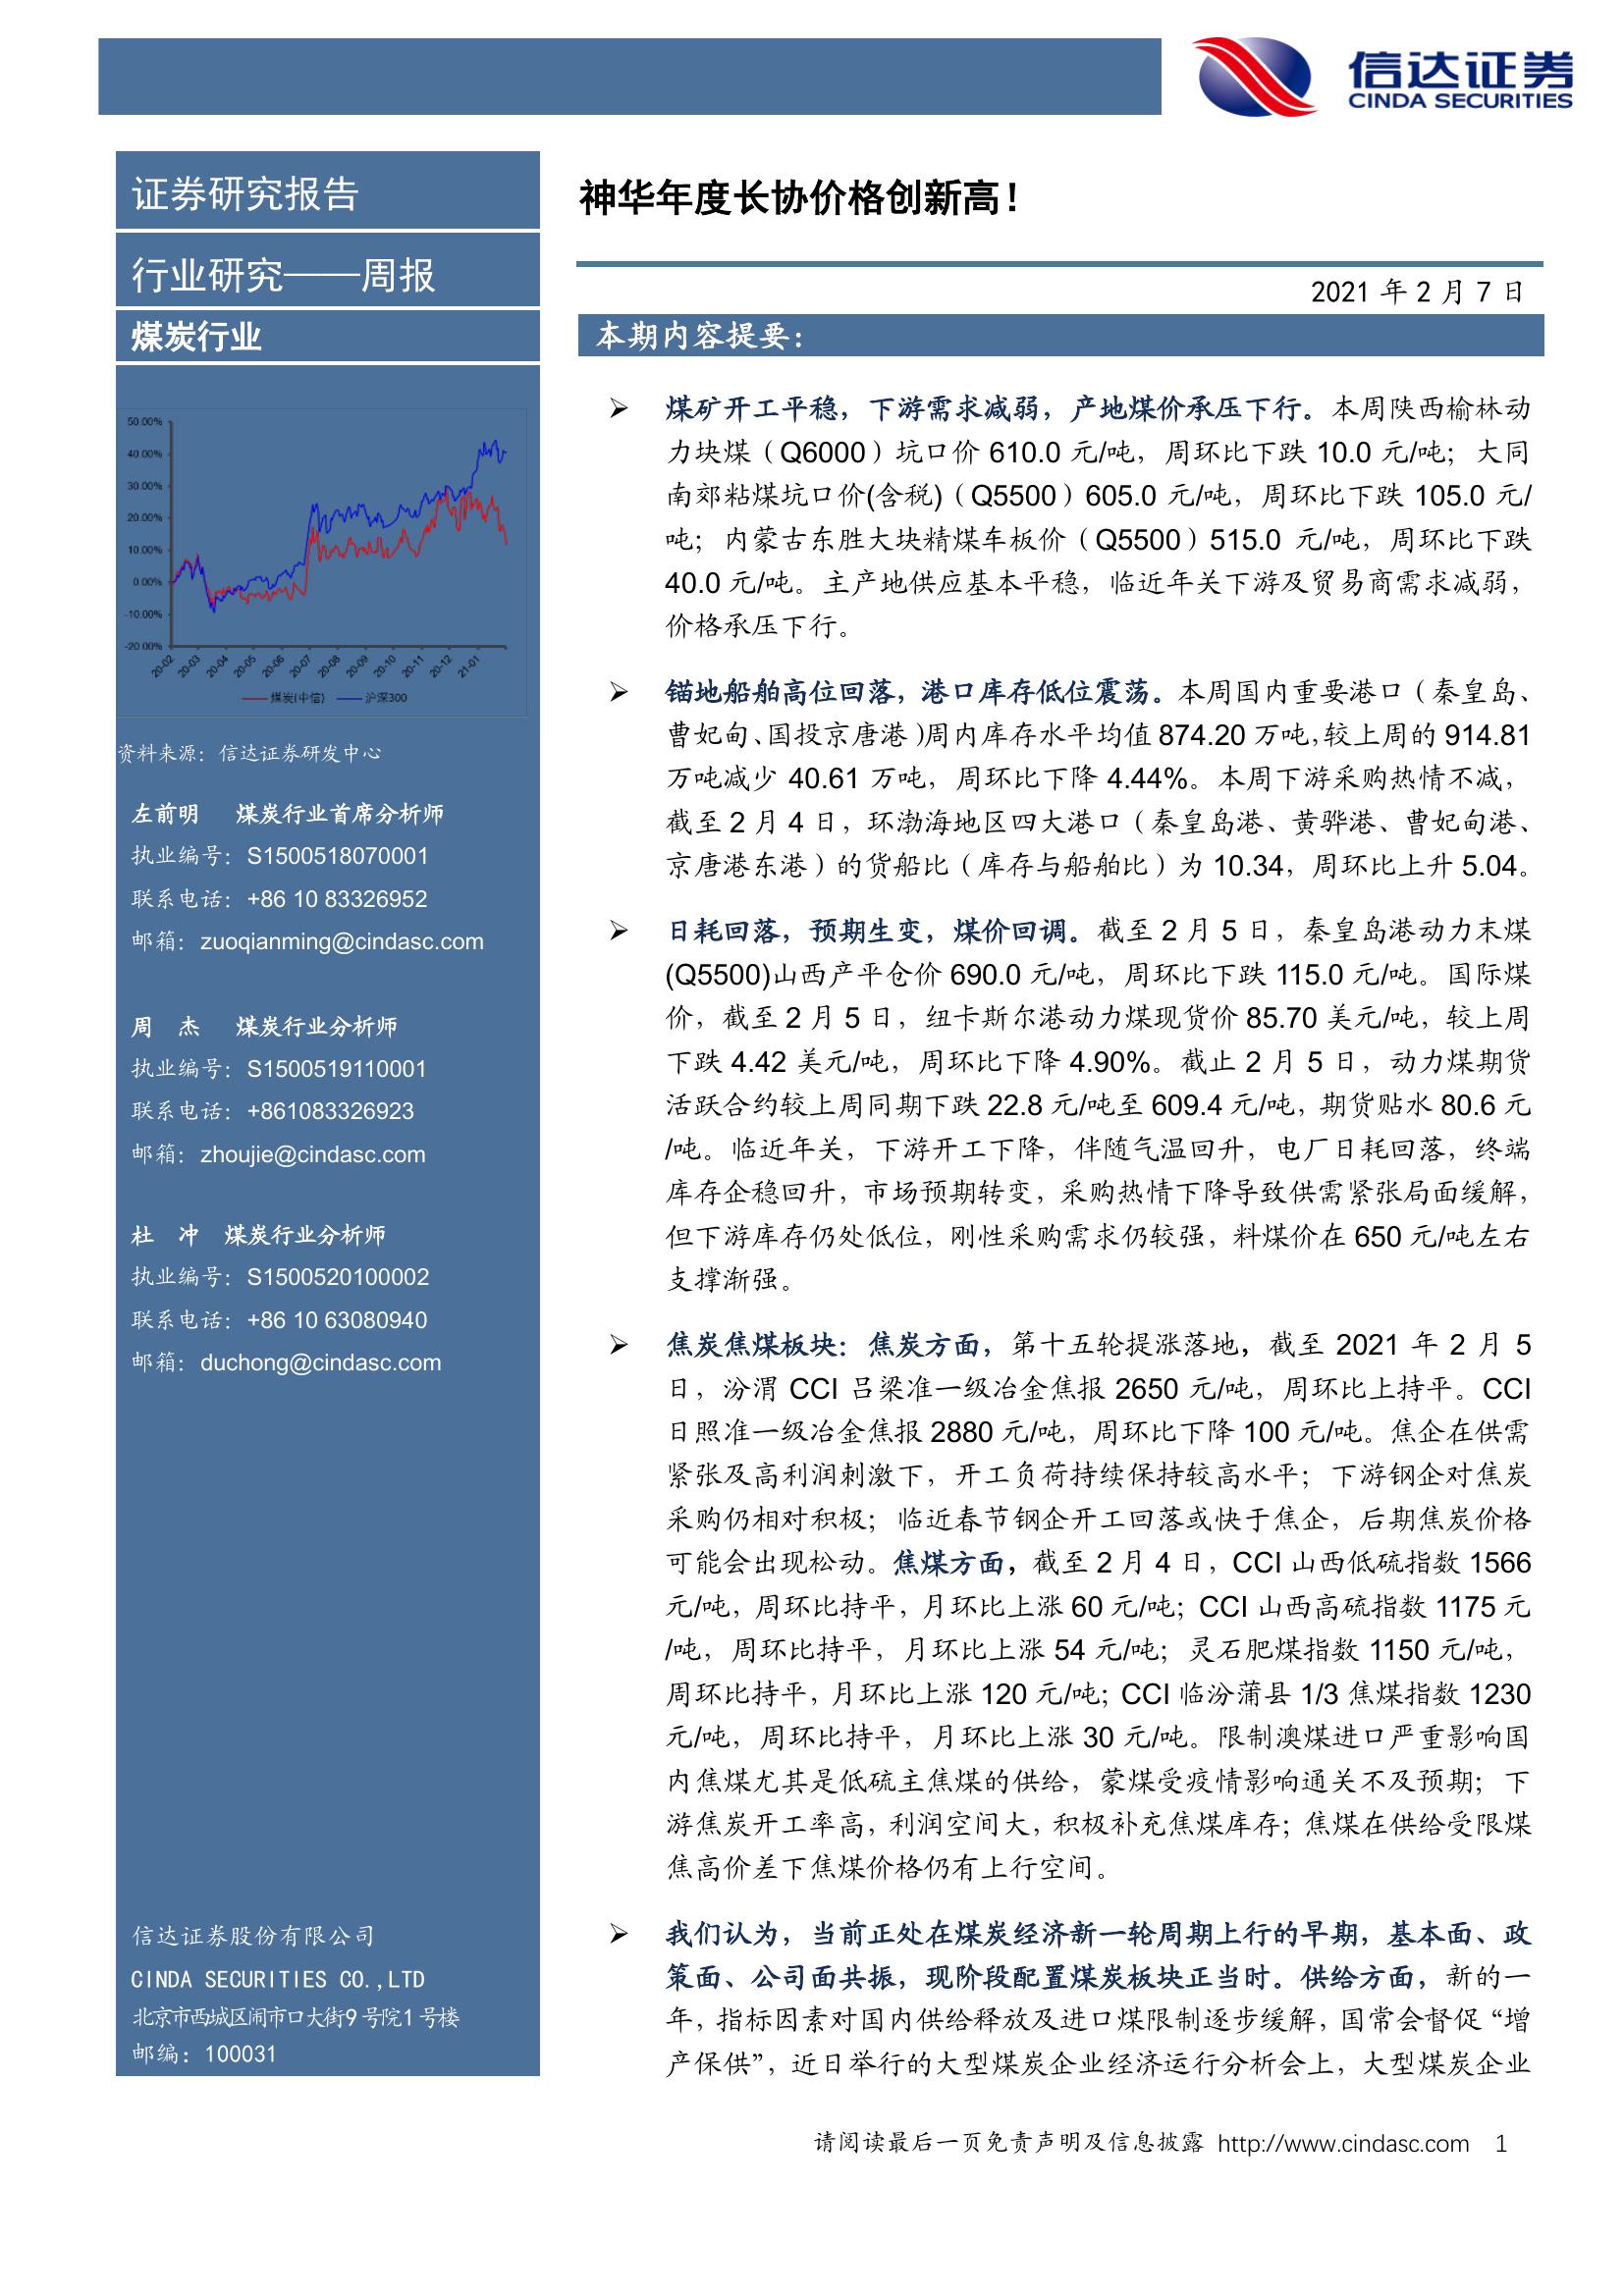 信达证券
CINDA SECURITIES
证券研究报告
行业研究——周报
煤炭行业
50.00%
40.00%
30.00%
20.00%
10.00%
0.00%
-10.00%
-20.00%
20-02 20-03 20-04 20-05 20-06 20-07 20-08 20-09 20-10 20-11 20-12 21-01
煤炭(中信) 沪深300
资料来源：信达证券研发中心
左前明 煤炭行业首席分析师
执业编号：S1500518070001
联系电话：+86 10 83326952
邮箱：zuoqianming@cindasc.com
周 杰 煤炭行业分析师
执业编号：S1500519110001
联系电话：+861083326923
邮箱：zhoujie@cindasc.com
杜 冲 煤炭行业分析师
执业编号：S1500520100002
联系电话：+86 10 63080940
邮箱：duchong@cindasc.com
信达证券股份有限公司
CINDA SECURITIES CO.,LTD
北京市西城区闹市口大街9号院1号楼
邮编：100031
神华年度长协价格创新高！
2021 年 2 月 7 日
本期内容提要：
➢ 煤矿开工平稳，下游需求减弱，产地煤价承压下行。本周陕西榆林动
力块煤（Q6000）坑口价 610.0 元/吨，周环比下跌 10.0 元/吨；大同
南郊粘煤坑口价(含税)（Q5500）605.0 元/吨，周环比下跌 105.0 元/
吨；内蒙古东胜大块精煤车板价（Q5500）515.0 元/吨，周环比下跌
40.0 元/吨。主产地供应基本平稳，临近年关下游及贸易商需求减弱，
价格承压下行。
➢ 锚地船舶高位回落，港口库存低位震荡。本周国内重要港口（秦皇岛、
曹妃甸、国投京唐港）周内库存水平均值 874.20 万吨，较上周的 914.81
万吨减少 40.61 万吨，周环比下降 4.44%。本周下游采购热情不减，
截至 2 月 4 日，环渤海地区四大港口（秦皇岛港、黄骅港、曹妃甸港、
京唐港东港）的货船比（库存与船舶比）为 10.34，周环比上升 5.04。
➢ 日耗回落，预期生变，煤价回调。截至 2 月 5 日，秦皇岛港动力末煤
(Q5500)山西产平仓价 690.0 元/吨，周环比下跌 115.0 元/吨。国际煤
价，截至 2 月 5 日，纽卡斯尔港动力煤现货价 85.70 美元/吨，较上周
下跌 4.42 美元/吨，周环比下降 4.90%。截止 2 月 5 日，动力煤期货
活跃合约较上周同期下跌 22.8 元/吨至 609.4 元/吨，期货贴水 80.6 元
/吨。临近年关，下游开工下降，伴随气温回升，电厂日耗回落，终端
库存企稳回升，市场预期转变，采购热情下降导致供需紧张局面缓解，
但下游库存仍处低位，刚性采购需求仍较强，料煤价在 650 元/吨左右
支撑渐强。
➢ 焦炭焦煤板块：焦炭方面，第十五轮提涨落地，截至 2021 年 2 月 5
日，汾渭 CCI 吕梁准一级冶金焦报 2650 元/吨，周环比上持平。CCI
日照准一级冶金焦报 2880 元/吨，周环比下降 100 元/吨。焦企在供需
紧张及高利润刺激下，开工负荷持续保持较高水平；下游钢企对焦炭
采购仍相对积极；临近春节钢企开工回落或快于焦企，后期焦炭价格
可能会出现松动。焦煤方面，截至 2 月 4 日，CCI 山西低硫指数 1566
元/吨，周环比持平，月环比上涨 60 元/吨；CCI 山西高硫指数 1175 元
/吨，周环比持平，月环比上涨 54 元/吨；灵石肥煤指数 1150 元/吨，
周环比持平，月环比上涨 120 元/吨；CCI 临汾蒲县 1/3 焦煤指数 1230
元/吨，周环比持平，月环比上涨 30 元/吨。限制澳煤进口严重影响国
内焦煤尤其是低硫主焦煤的供给，蒙煤受疫情影响通关不及预期；下
游焦炭开工率高，利润空间大，积极补充焦煤库存；焦煤在供给受限煤
焦高价差下焦煤价格仍有上行空间。
➢ 我们认为，当前正处在煤炭经济新一轮周期上行的早期，基本面、政
策面、公司面共振，现阶段配置煤炭板块正当时。供给方面，新的一
年，指标因素对国内供给释放及进口煤限制逐步缓解，国常会督促“增
产保供”，近日举行的大型煤炭企业经济运行分析会上，大型煤炭企业
请阅读最后一页免责声明及信息披露 http://www.cindasc.com 1